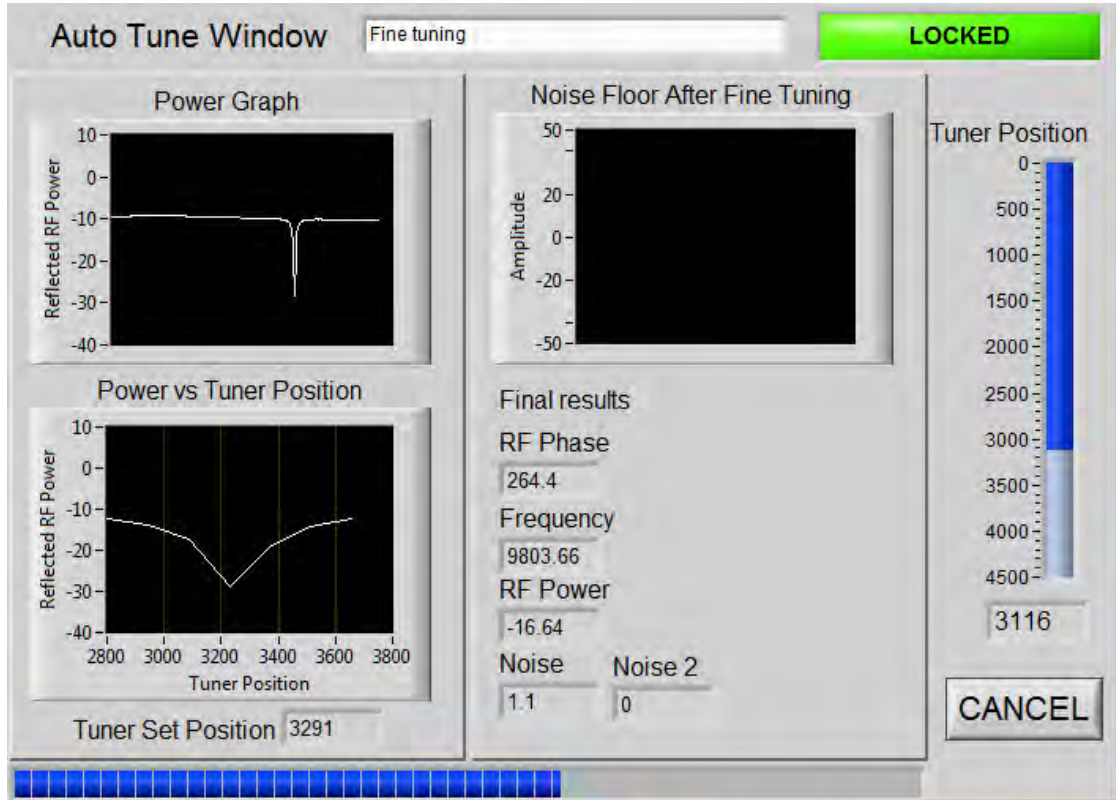 Auto Tune Window
Fine tuning
LOCKED
Power Graph
Reflected RF Power
10
0
-10
-20
-30
-40
Power vs Tuner Position
Reflected RF Power
10
0
-10
-20
-30
-40
2800 3000 3200 3400 3600 3800
Tuner Position
Tuner Set Position 3291
Noise Floor After Fine Tuning
Amplitude
50
20
0
-20
-50
Final results
RF Phase
264.4
Frequency
9803.66
RF Power
-16.64
Noise Noise 2
1.1 0
Tuner Position
0
500
1000
1500
2000
2500
3000
3500
4000
4500
3116
CANCEL